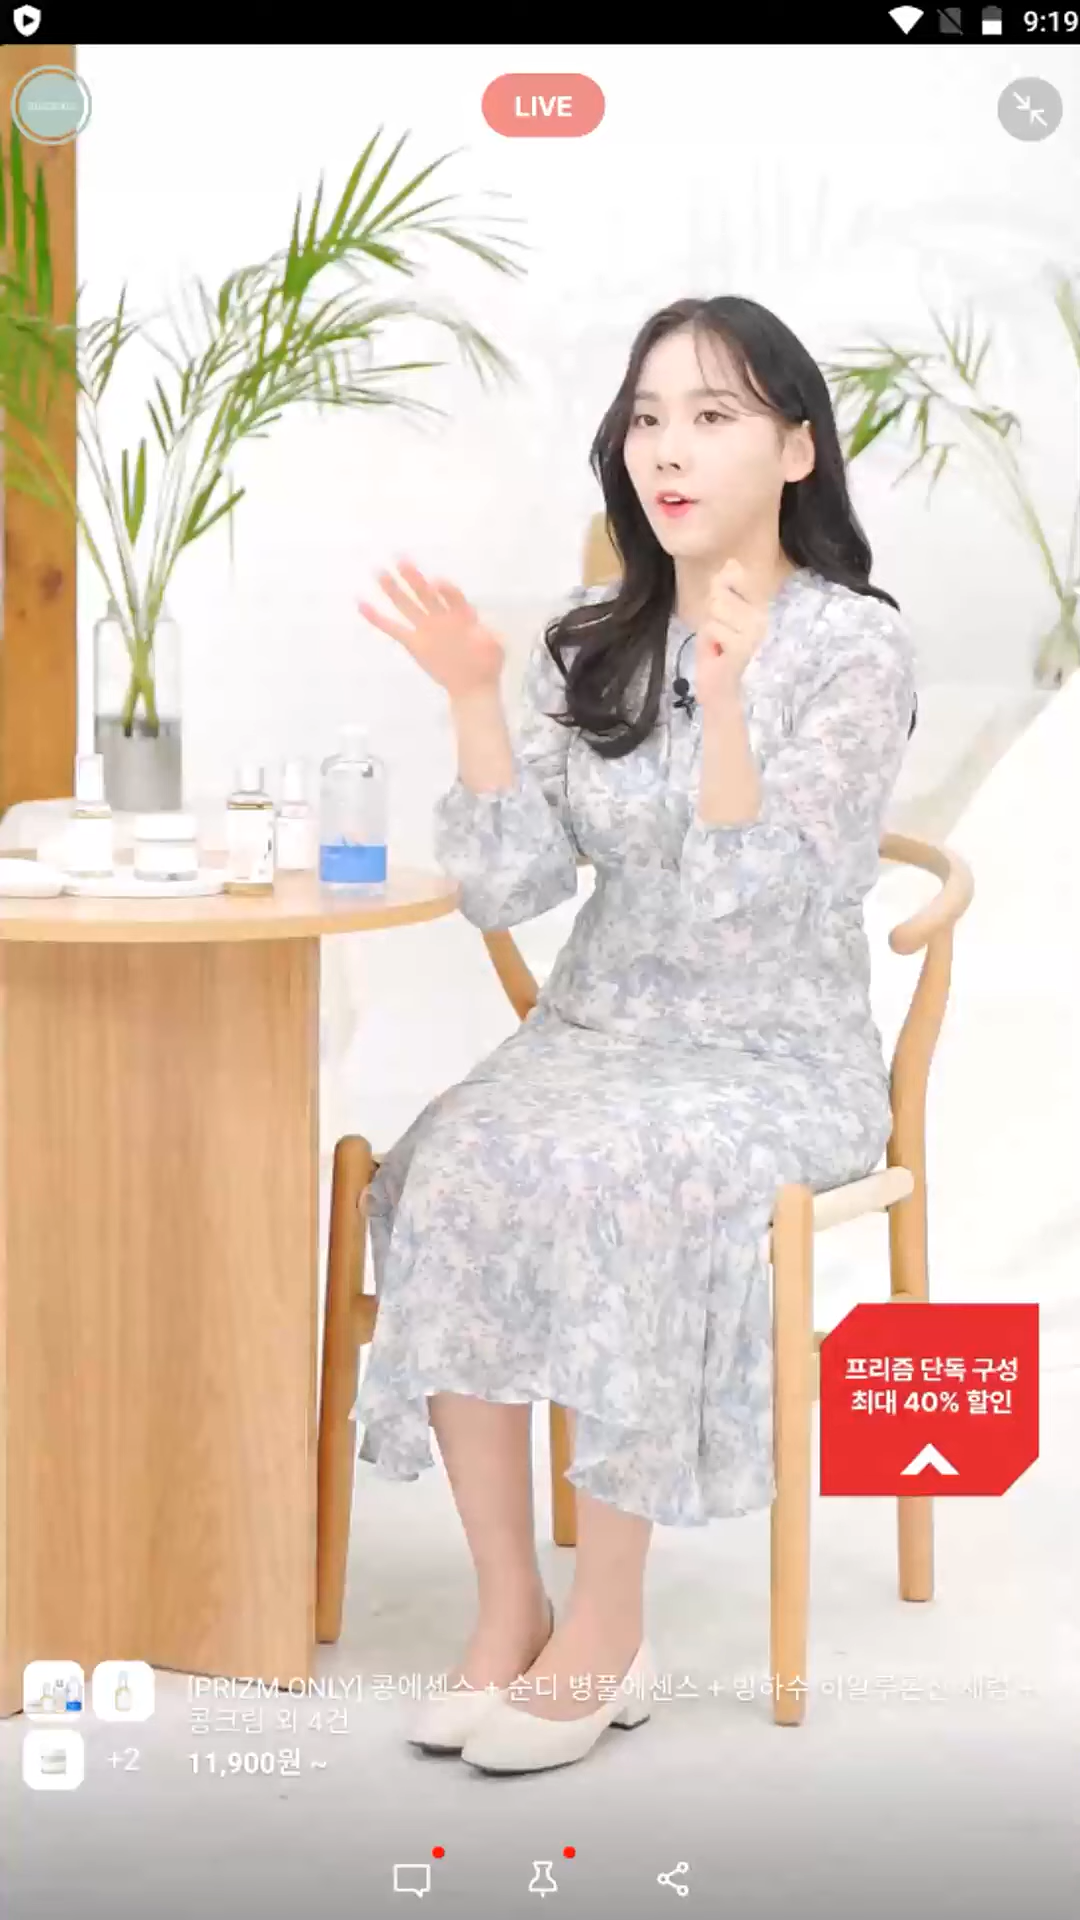 9:19
LIVE
프리즘 단독 구성
최대 40% 할인
[PRIZM ONLY] 콩에센스 + 순디 병풀에센스 + 빙하수 히알루론산 세럼 +
콩크림 외 4건
+2
11,900원 ~